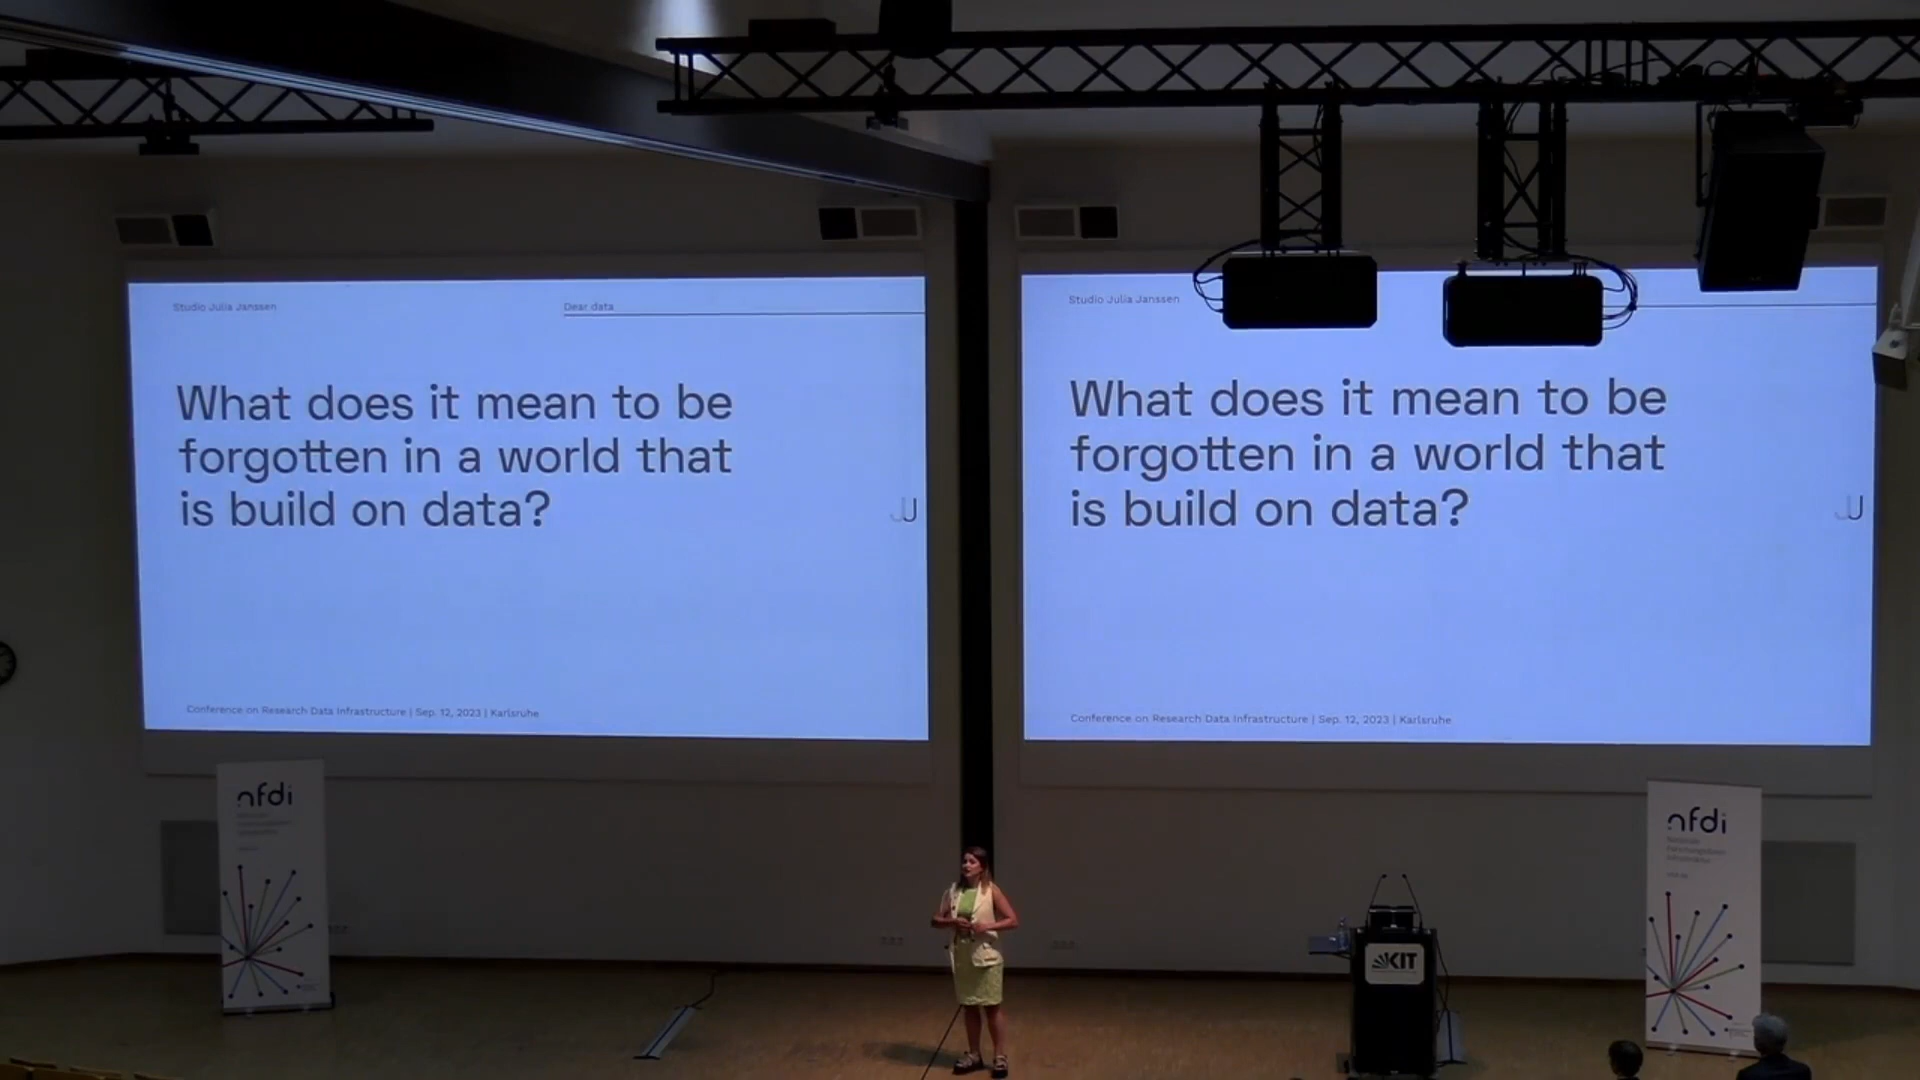 Studio Julia Janssen
Dear data
What does it mean to be
forgotten in a world that
is build on data?
JJ
Conference on Research Data Infrastructure | Sep. 12, 2023 | Karlsruhe
Studio Julia Janssen
What does it mean to be
forgotten in a world that
is build on data?
JJ
Conference on Research Data Infrastructure | Sep. 12, 2023 | Karlsruhe
nfdi
nfdi
KIT